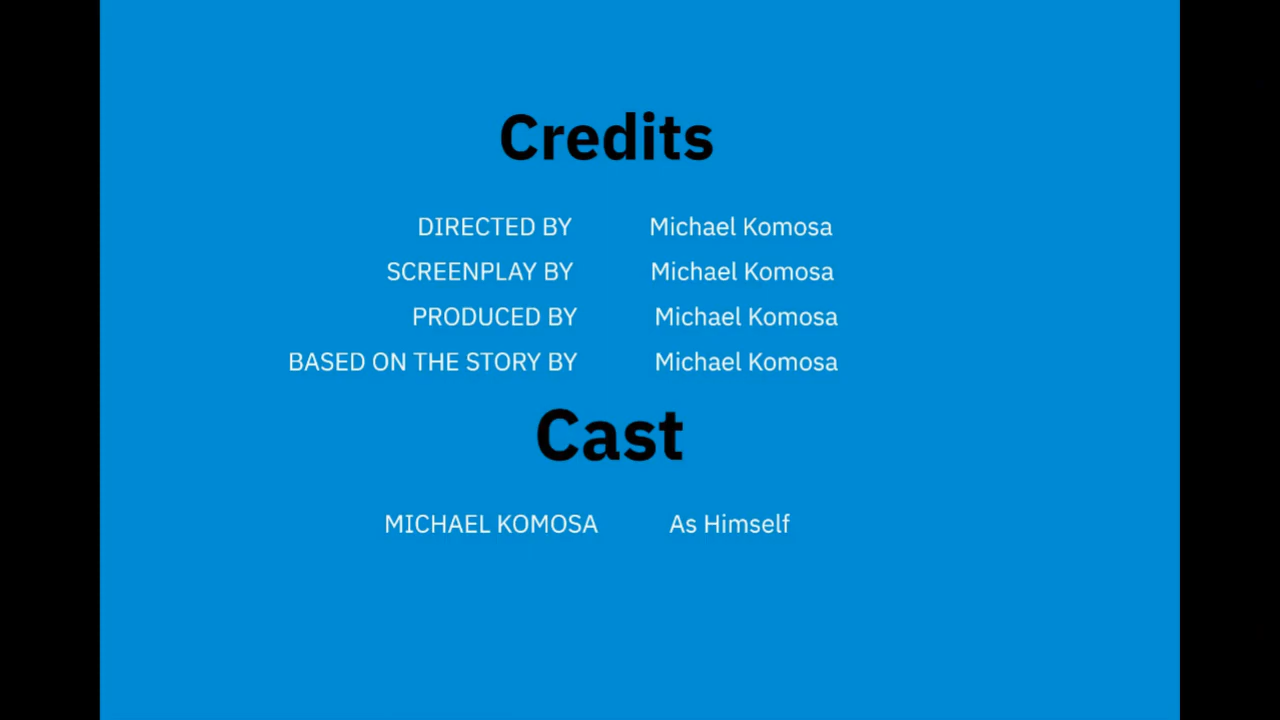 Credits
DIRECTED BY Michael Komosa
SCREENPLAY BY Michael Komosa
PRODUCED BY Michael Komosa
BASED ON THE STORY BY Michael Komosa
Cast
MICHAEL KOMOSA As Himself